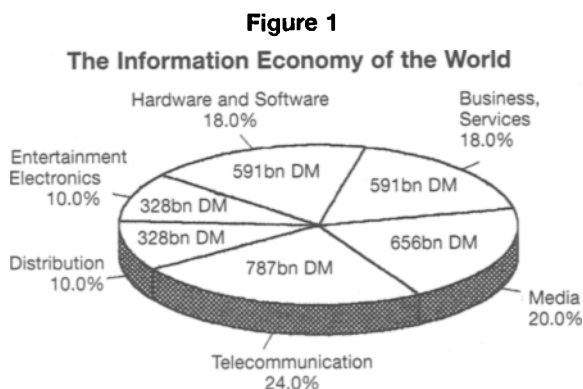 Figure 1
The Information Economy of the World
Hardware and Software
18.0%
Business,
Services
18.0%
591bn DM
591bn DM
Entertainment
Electronics
10.0%
328bn DM
328bn DM
656bn DM
787bn DM
Distribution
10.0%
Media
20.0%
Telecommunication
24.0%